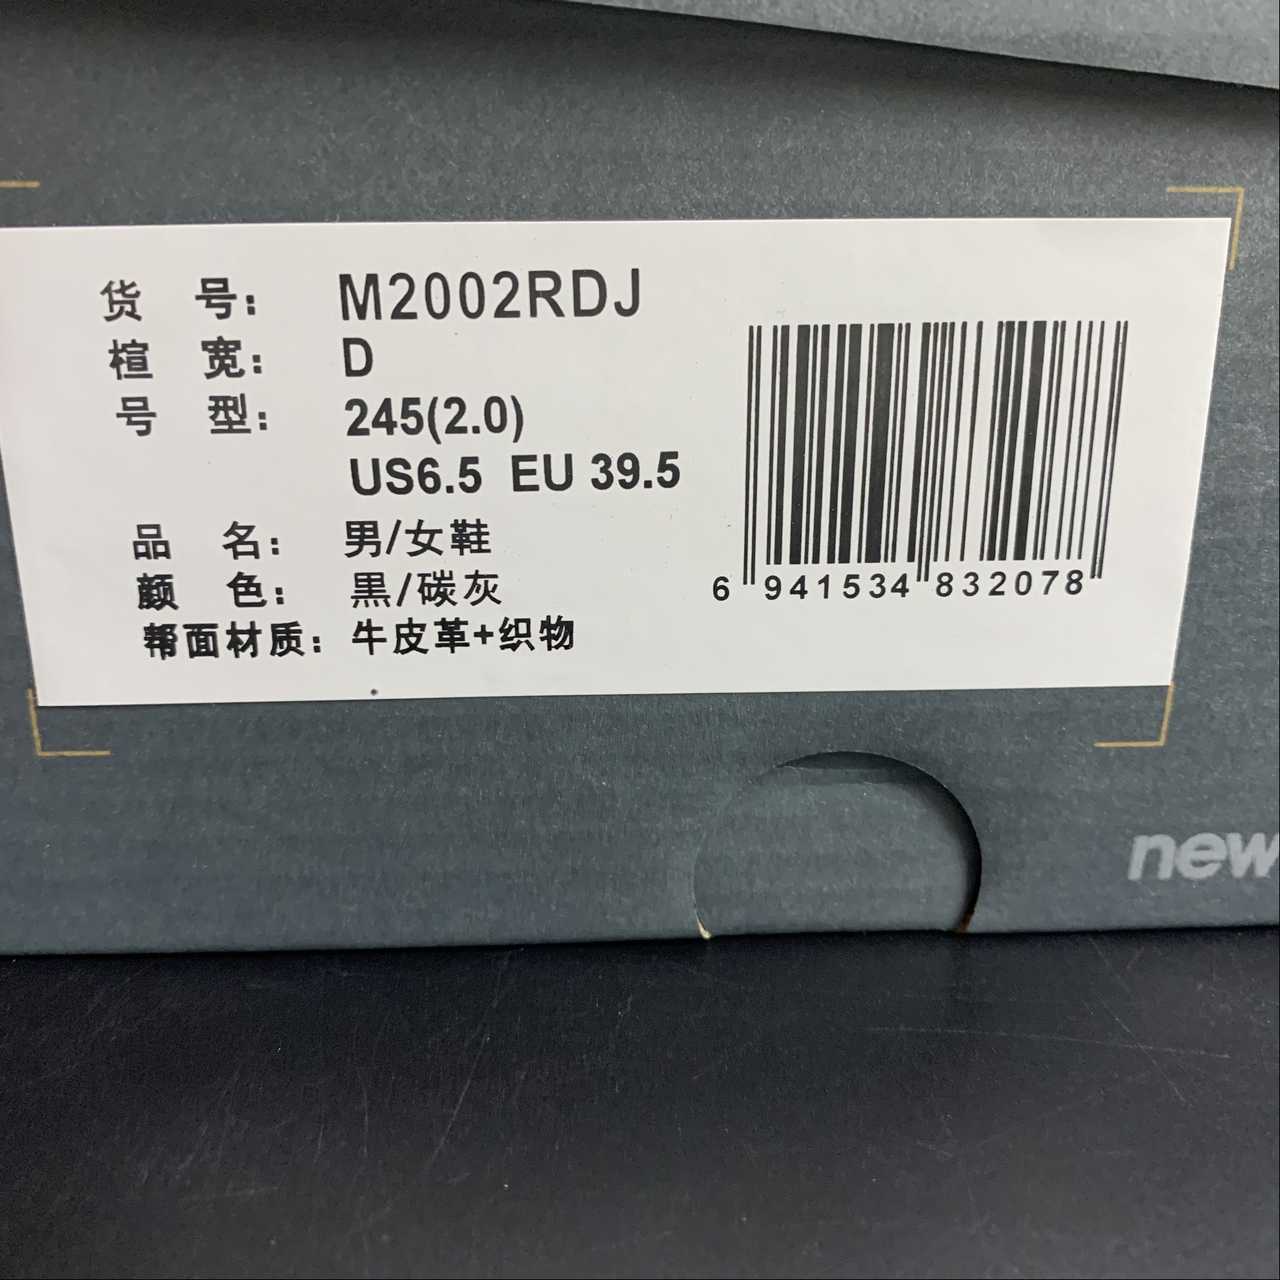 货 号： M2002RDJ
楦 宽： D
号 型： 245(2.0)
US6.5 EU 39.5
品 名： 男/女鞋
颜 色： 黑/碳灰
帮面材质： 牛皮革+织物
6 941534 832078
new